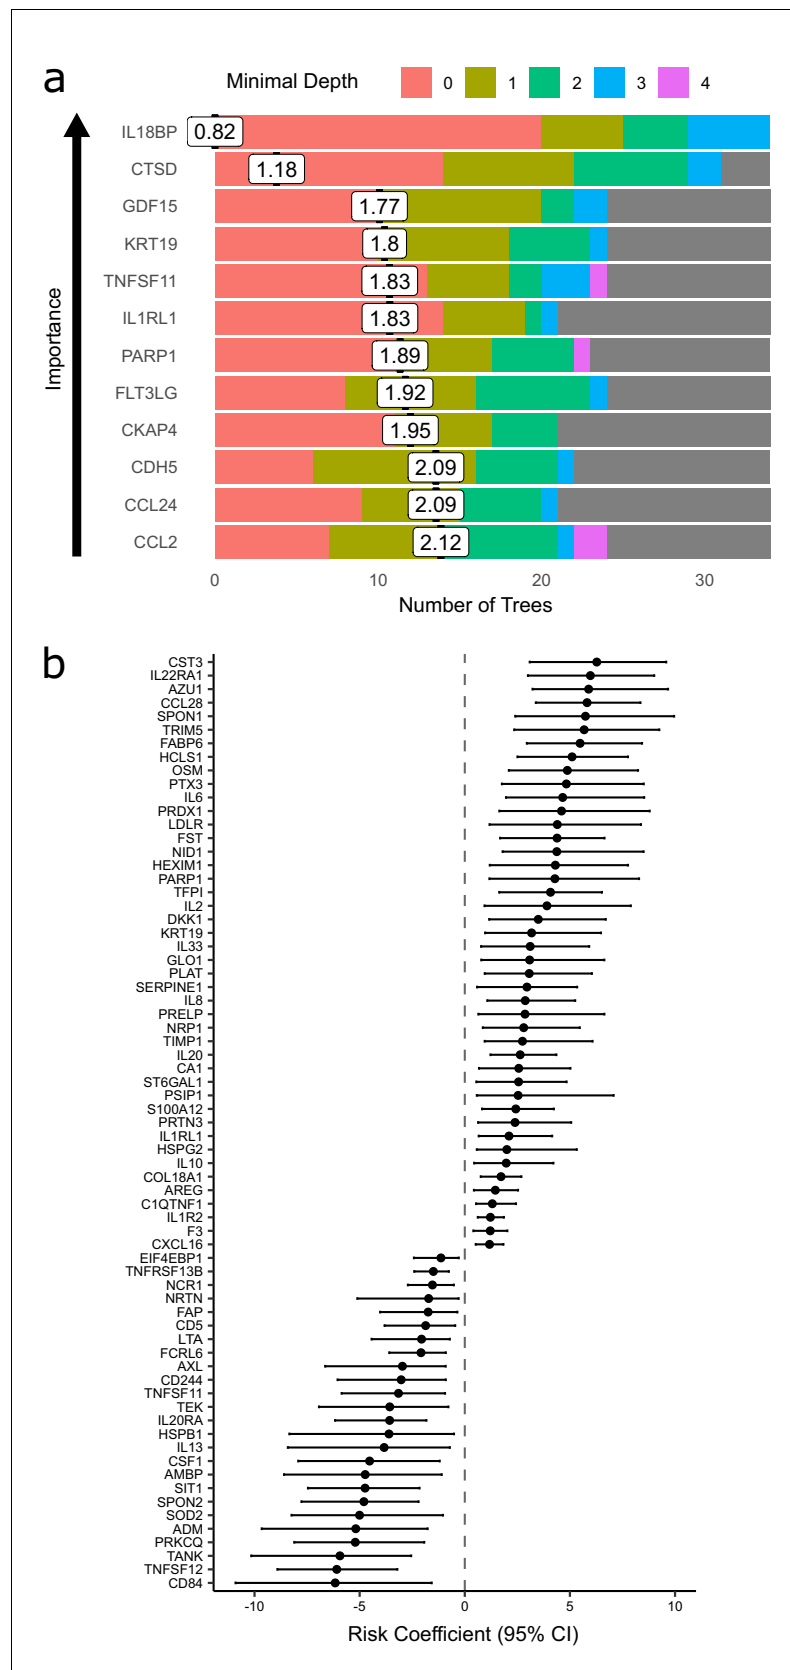 a
Minimal Depth 0 1 2 3 4
IL18BP 0.82
CTSD 1.18
GDF15 1.77
KRT19 1.8
TNFSF11 1.83
IL1RL1 1.83
PARP1 1.89
FLT3LG 1.92
CKAP4 1.95
CDH5 2.09
CCL24 2.09
CCL2 2.12
Importance
0 10 20 30
Number of Trees
b
CST3
IL22RA1
AZU1
CCL28
SPON1
TRIM5
FABP6
HCLS1
OSM
PTX3
IL6
PRDX1
LDLR
FST
NID1
HEXIM1
PARP1
TFPI
IL2
DKK1
KRT19
IL33
GLO1
PLAT
SERPINE1
IL8
PRELP
NRP1
TIMP1
IL20
CA1
ST6GAL1
PSIP1
S100A12
PRTN3
IL1RL1
HSPG2
IL10
COL18A1
AREG
C1QTNF1
IL1R2
F3
CXCL16
EIF4EBP1
TNFRSF13B
NCR1
NRTN
FAP
CD5
LTA
FCRL6
AXL
CD244
TNFSF11
TEK
IL20RA
HSPB1
IL13
CSF1
AMBP
SIT1
SPON2
SOD2
ADM
PRKCQ
TANK
TNFSF12
CD84
-10 -5 0 5 10
Risk Coefficient (95% CI)